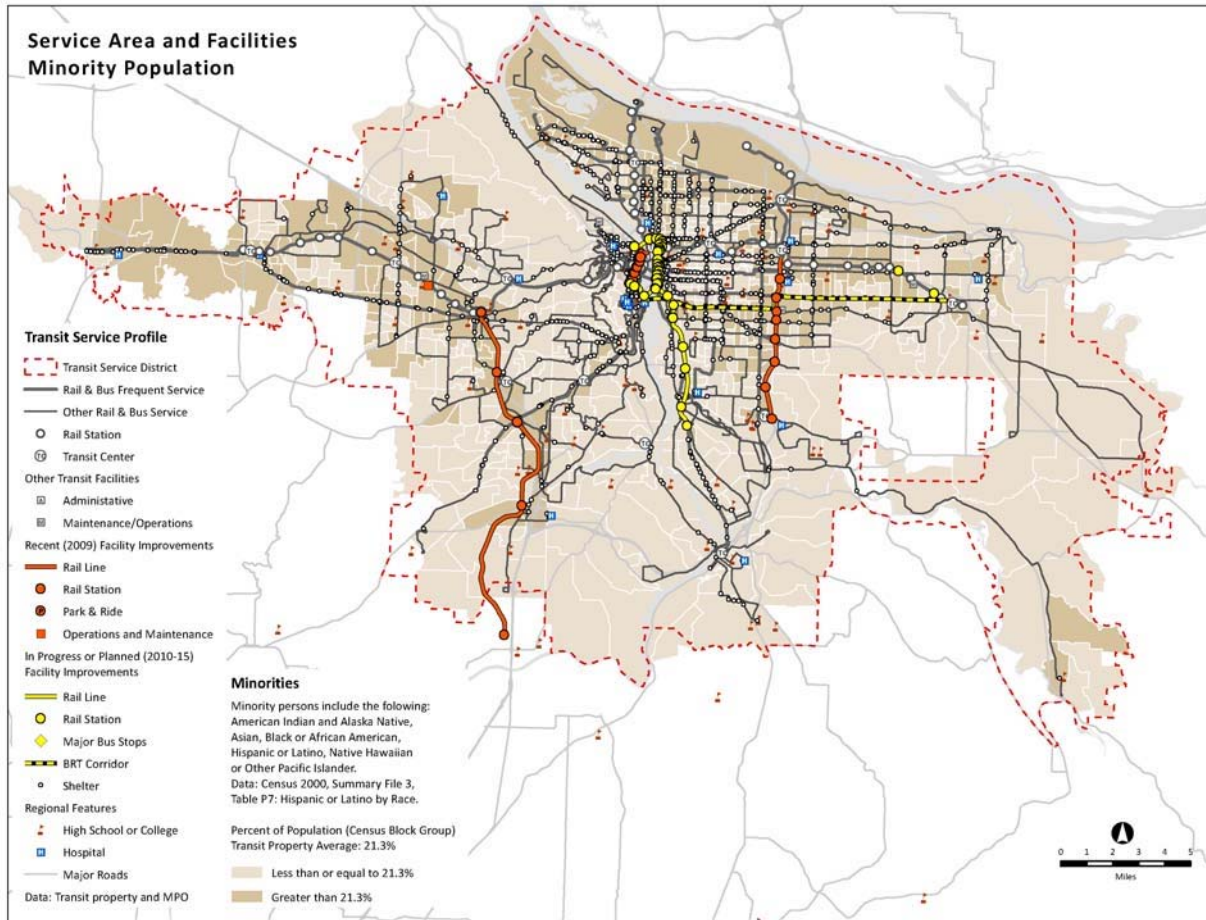 Service Area and Facilities
Minority Population
Transit Service Profile
Transit Service District
Rail & Bus Frequent Service
Other Rail & Bus Service
Rail Station
TC Transit Center
Other Transit Facilities
Administative
Maintenance/Operations
Recent (2009) Facility Improvements
Rail Line
Rail Station
P Park & Ride
Operations and Maintenance
In Progress or Planned (2010-15)
Facility Improvements
Rail Line
Rail Station
Major Bus Stops
BRT Corridor
Shelter
Regional Features
High School or College
H Hospital
Major Roads
Data: Transit property and MPO
Minorities
Minority persons include the folowing:
American Indian and Alaska Native,
Asian, Black or African American,
Hispanic or Latino, Native Hawaiian
or Other Pacific Islander.
Data: Census 2000, Summary File 3,
Table P7: Hispanic or Latino by Race.
Percent of Population (Census Block Group)
Transit Property Average: 21.3%
Less than or equal to 21.3%
Greater than 21.3%
0 1 2 3 4 5
Miles